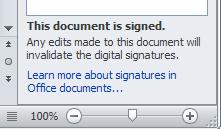 This document is signed.
Any edits made to this document will
invalidate the digital signatures.
Learn more about signatures in
Office documents...
100%